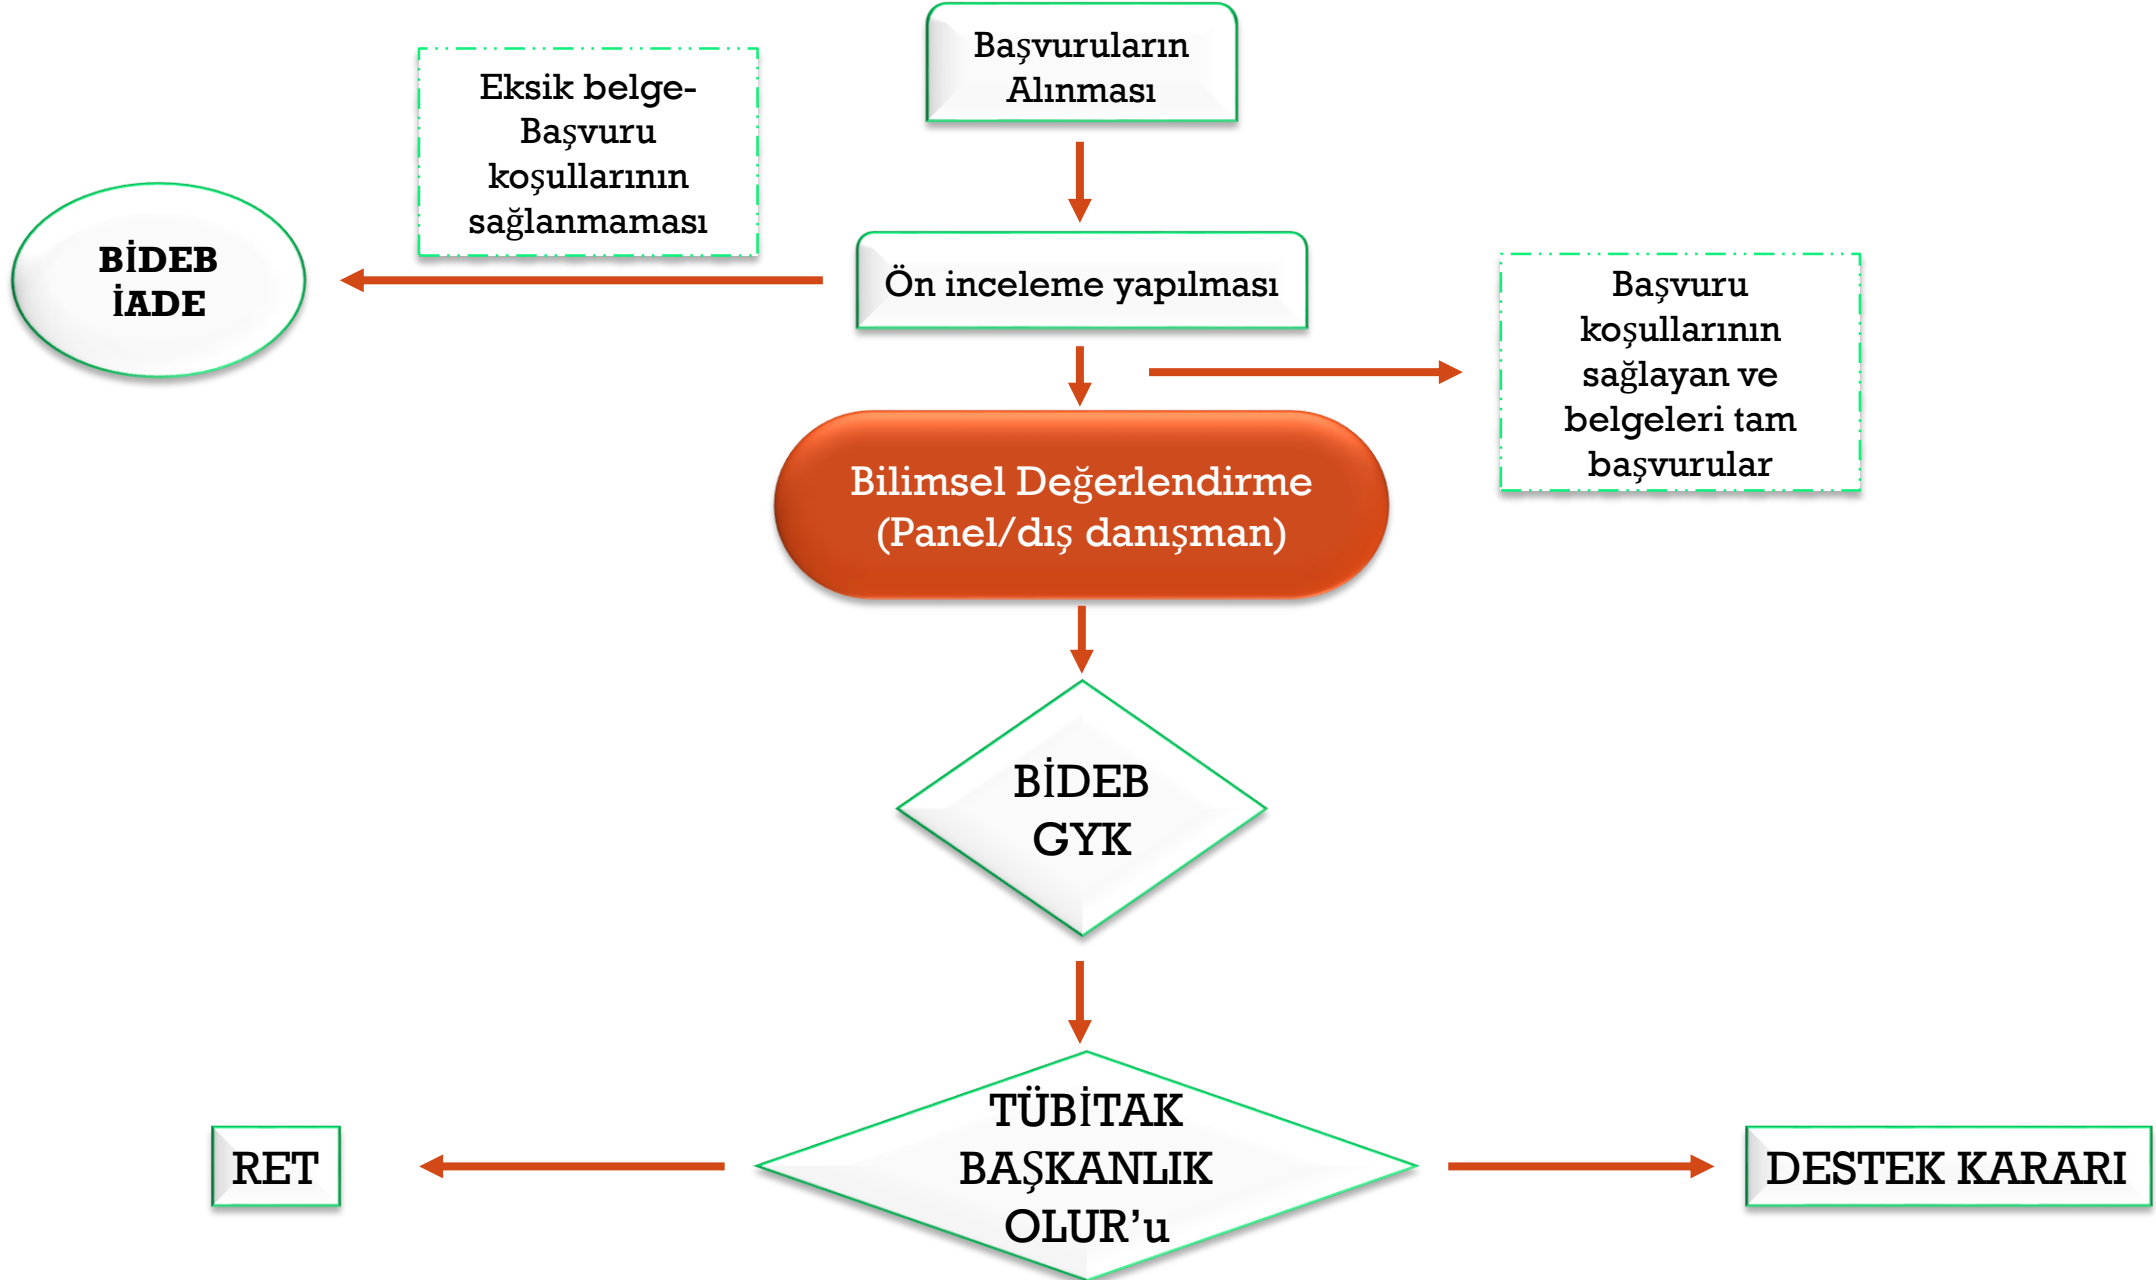 Başvuruların
Alınması
Eksik belge-
Başvuru
koşullarının
sağlanmaması
BİDEB
İADE
Ön inceleme yapılması
Başvuru
koşullarının
sağlayan ve
belgeleri tam
başvurular
Bilimsel Değerlendirme
(Panel/dış danışman)
BİDEB
GYK
TÜBİTAK
BAŞKANLIK
OLUR’u
RET
DESTEK KARARI